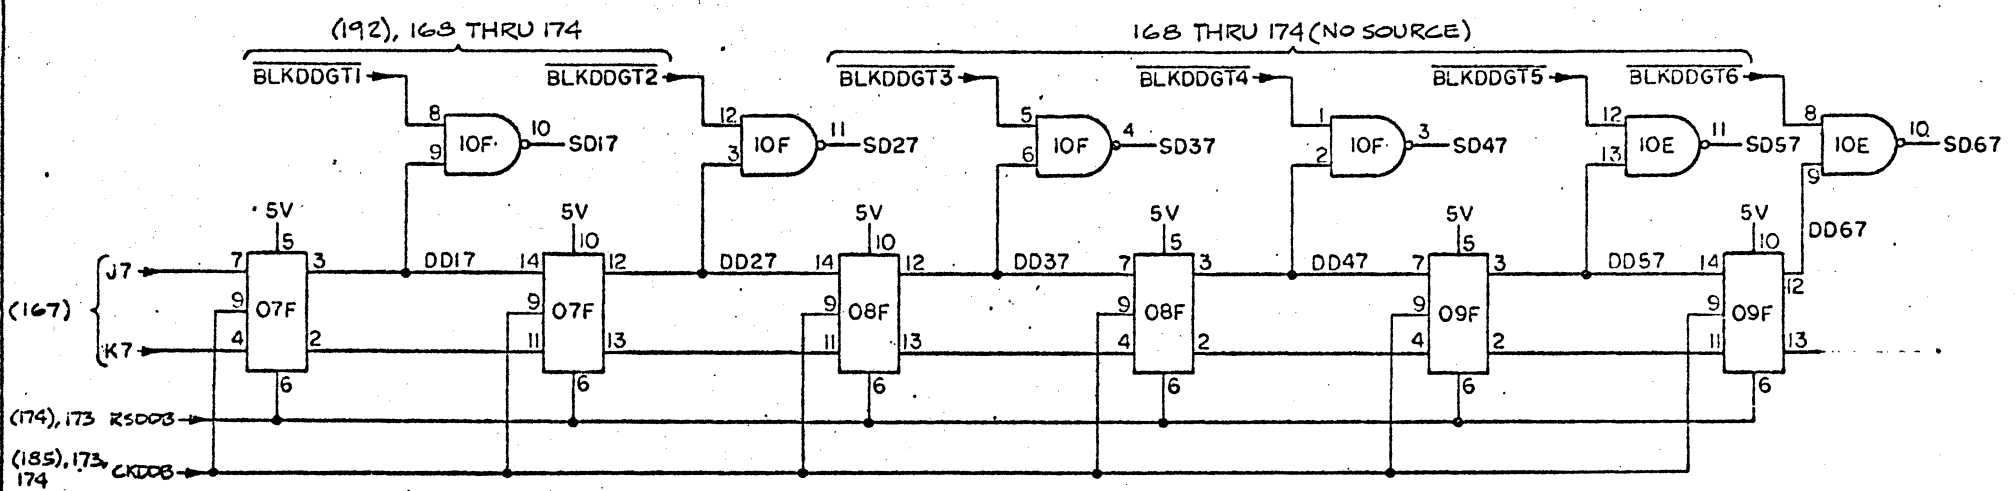 (192), 168 THRU 174
168 THRU 174 (NO SOURCE)
BLKDDGT1
BLKDDGT2
BLKDDGT3
BLKDDGT4
BLKDDGT5
BLKDDGT6
8
9
10F
10
SD17
12
3
10F
11
SD27
5
6
10F
4
SD37
1
2
10F
3
SD47
12
13
10E
11
SD57
8
9
10E
10
SD67
5V
5V
5V
5V
5V
5V
5
10
10
5
5
10
DD67
(167)
J7
7
3
DD17
14
12
DD27
14
12
DD37
7
3
DD47
7
3
DD57
14
12
9
07F
9
07F
9
08F
9
08F
9
09F
9
09F
K7
4
2
11
13
11
13
4
2
4
2
11
13
6
6
6
6
6
6
(174), 173 RSDDB
(185), 173,
174
CKDDB